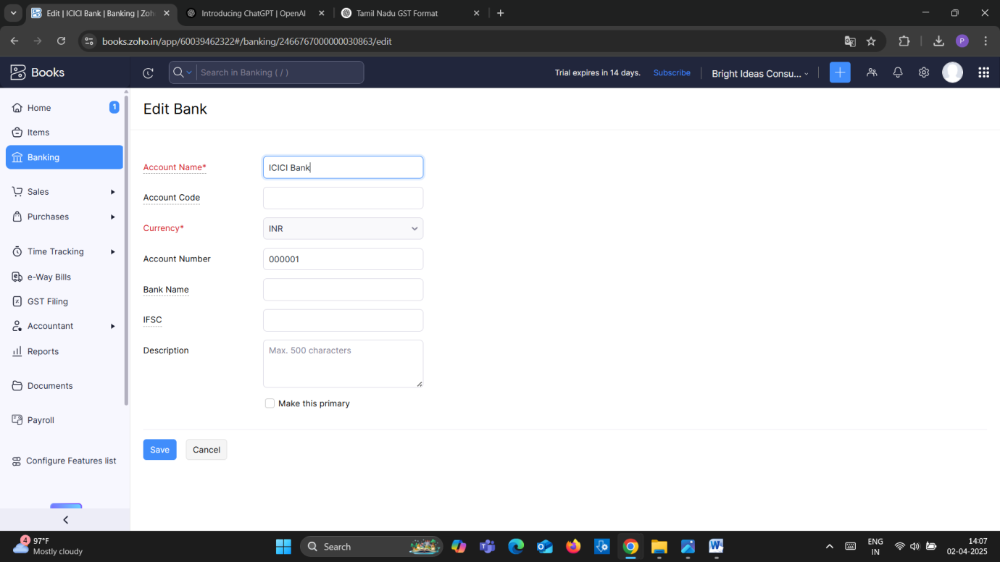 Edit | ICICI Bank | Banking | Zoh
Introducing ChatGPT | OpenAI
Tamil Nadu GST Format
books.zoho.in/app/60039462322#/banking/2466767000000030863/edit
P
Books
Search in Banking ( / )
Trial expires in 14 days.
Subscribe
Bright Ideas Consu...
Home
1
Items
Banking
Sales
Purchases
Time Tracking
e-Way Bills
GST Filing
Accountant
Reports
Documents
Payroll
Configure Features list
Edit Bank
Account Name*
ICICI Bank
Account Code
Currency*
INR
Account Number
000001
Bank Name
IFSC
Description
Max. 500 characters
Make this primary
Save
Cancel
4
97°F
Mostly cloudy
Search
ENG
IN
14:07
02-04-2025